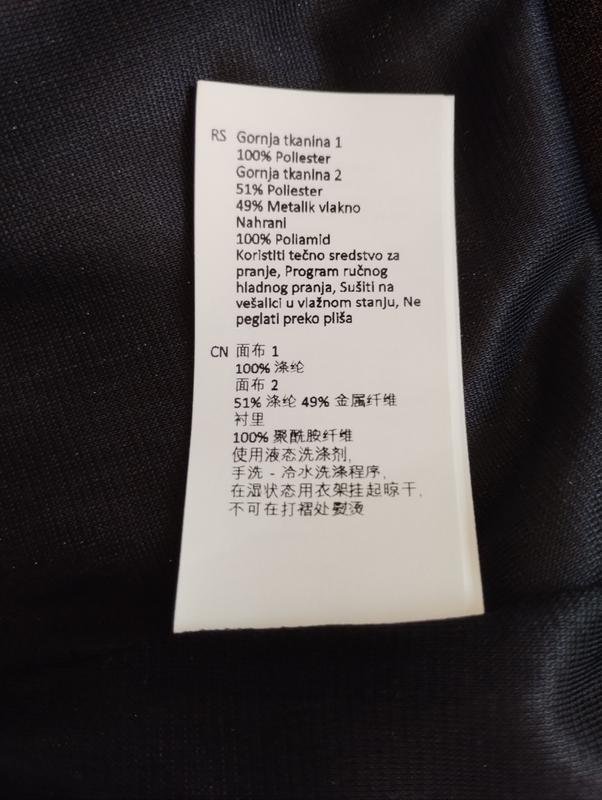 RS Gornja tkanina 1
100% Poliester
Gornja tkanina 2
51% Poliester
49% Metalik vlakno
Nahrani
100% Poliamid
Koristiti tečno sredstvo za
pranje, Program ručnog
hladnog pranja, Sušiti na
vešalici u vlažnom stanju, Ne
peglati preko pliša
CN 面布 1
100% 涤纶
面布 2
51% 涤纶 49% 金属纤维
衬里
100% 聚酰胺纤维
使用液态洗涤剂,
手洗 - 冷水洗涤程序,
在湿状态用衣架挂起晾干,
不可在打褶处熨烫